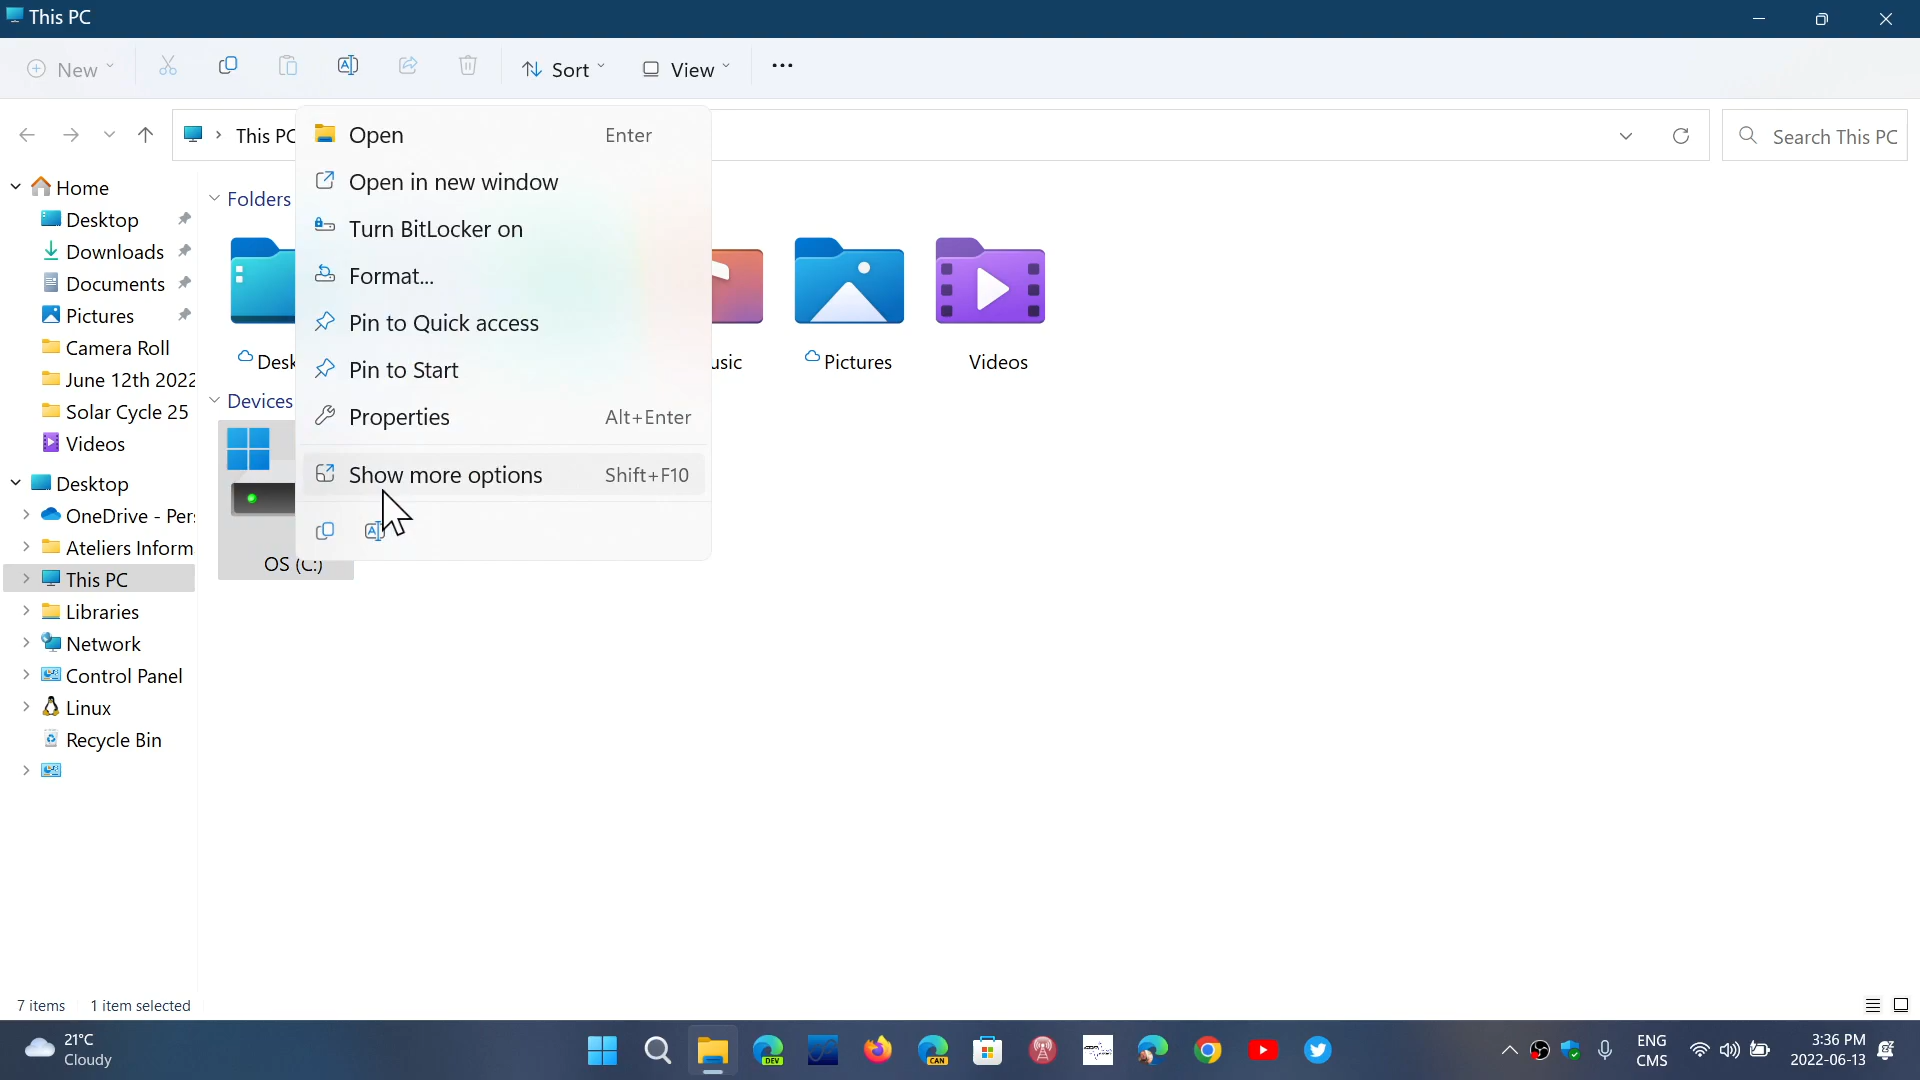 This PC
New
Sort
View
This PC
Search This PC
Open Enter
Open in new window
Turn BitLocker on
Format...
Pin to Quick access
Pin to Start
Properties Alt+Enter
Show more options Shift+F10
Home
Desktop
Downloads
Documents
Pictures
Camera Roll
June 12th 2022
Solar Cycle 25
Videos
Desktop
OneDrive - Pers
Ateliers Inform
This PC
Libraries
Network
Control Panel
Linux
Recycle Bin
Folders
Desk
usic
Pictures
Videos
Devices
OS (C:)
7 items
1 item selected
21°C
Cloudy
DEV
CAN
ENG
CMS
3:36 PM
2022-06-13